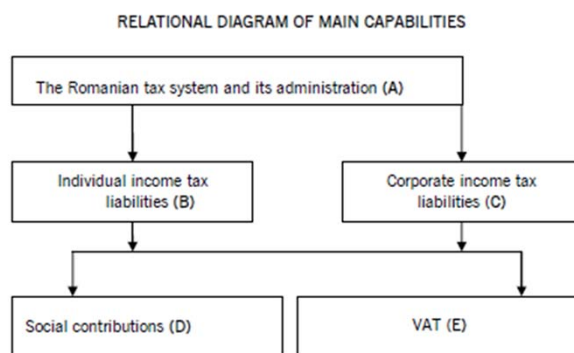 RELATIONAL DIAGRAM OF MAIN CAPABILITIES
The Romanian tax system and its administration (A)
Individual income tax
liabilities (B)
Corporate income tax
liabilities (C)
Social contributions (D)
VAT (E)